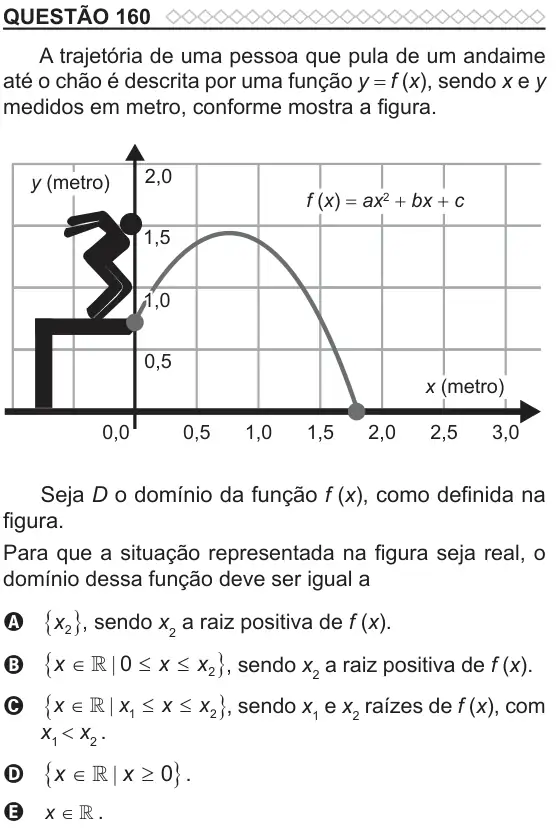 QUESTÃO 160
A trajetória de uma pessoa que pula de um andaime
até o chão é descrita por uma função y = f (x), sendo x e y
medidos em metro, conforme mostra a figura.
y (metro)
2,0
f (x) = ax² + bx + c
1,5
1,0
0,5
x (metro)
0,0 0,5 1,0 1,5 2,0 2,5 3,0
Seja D o domínio da função f (x), como definida na
figura.
Para que a situação representada na figura seja real, o
domínio dessa função deve ser igual a
A {x₂}, sendo x₂ a raiz positiva de f (x).
B {x ∈ ℝ | 0 ≤ x ≤ x₂}, sendo x₂ a raiz positiva de f (x).
C {x ∈ ℝ | x₁ ≤ x ≤ x₂}, sendo x₁ e x₂ raízes de f (x), com
x₁ < x₂ .
D {x ∈ ℝ | x ≥ 0} .
E x ∈ ℝ .